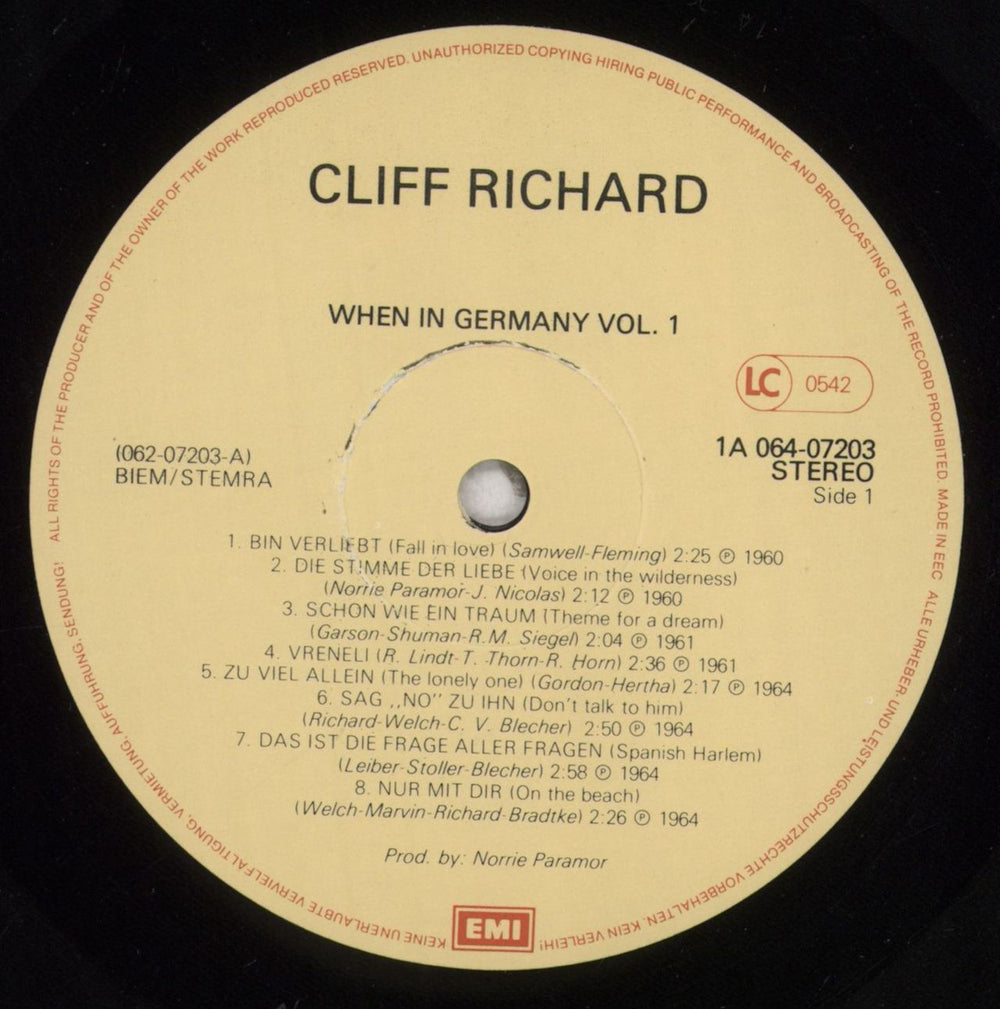 ALL RIGHTS OF THE PRODUCER AND OF THE OWNER OF THE WORK REPRODUCED RESERVED. UNAUTHORIZED COPYING HIRING PUBLIC PERFORMANCE AND BROADCASTING OF THE RECORD PROHIBITED. MADE IN EEC
CLIFF RICHARD
WHEN IN GERMANY VOL. 1
LC 0542
(062-07203-A)
BIEM/STEMRA
1A 064-07203
STEREO
Side 1
1. BIN VERLIEBT (Fall in love) (Samwell-Fleming) 2:25 ℗ 1960
2. DIE STIMME DER LIEBE (Voice in the wilderness)
(Norrie Paramor-J. Nicolas) 2:12 ℗ 1960
3. SCHON WIE EIN TRAUM (Theme for a dream)
(Garson-Shuman-R.M. Siegel) 2:04 ℗ 1961
4. VRENELI (R. Lindt-T. Thorn-R. Horn) 2:36 ℗ 1961
5. ZU VIEL ALLEIN (The lonely one) (Gordon-Hertha) 2:17 ℗ 1964
6. SAG ,,NO'' ZU IHN (Don't talk to him)
(Richard-Welch-C. V. Blecher) 2:50 ℗ 1964
7. DAS IST DIE FRAGE ALLER FRAGEN (Spanish Harlem)
(Leiber-Stoller-Blecher) 2:58 ℗ 1964
8. NUR MIT DIR (On the beach)
(Welch-Marvin-Richard-Bradtke) 2:26 ℗ 1964
Prod. by: Norrie Paramor
EMI
ALLE URHEBER- UND LEISTUNGSSCHUTZRECHTE VORBEHALTEN. KEIN VERLEIH! KEINE UNERLAUBTE VERVIELFALTIGUNG, VERMIETUNG, AUFFUHRUNG, SENDUNG!